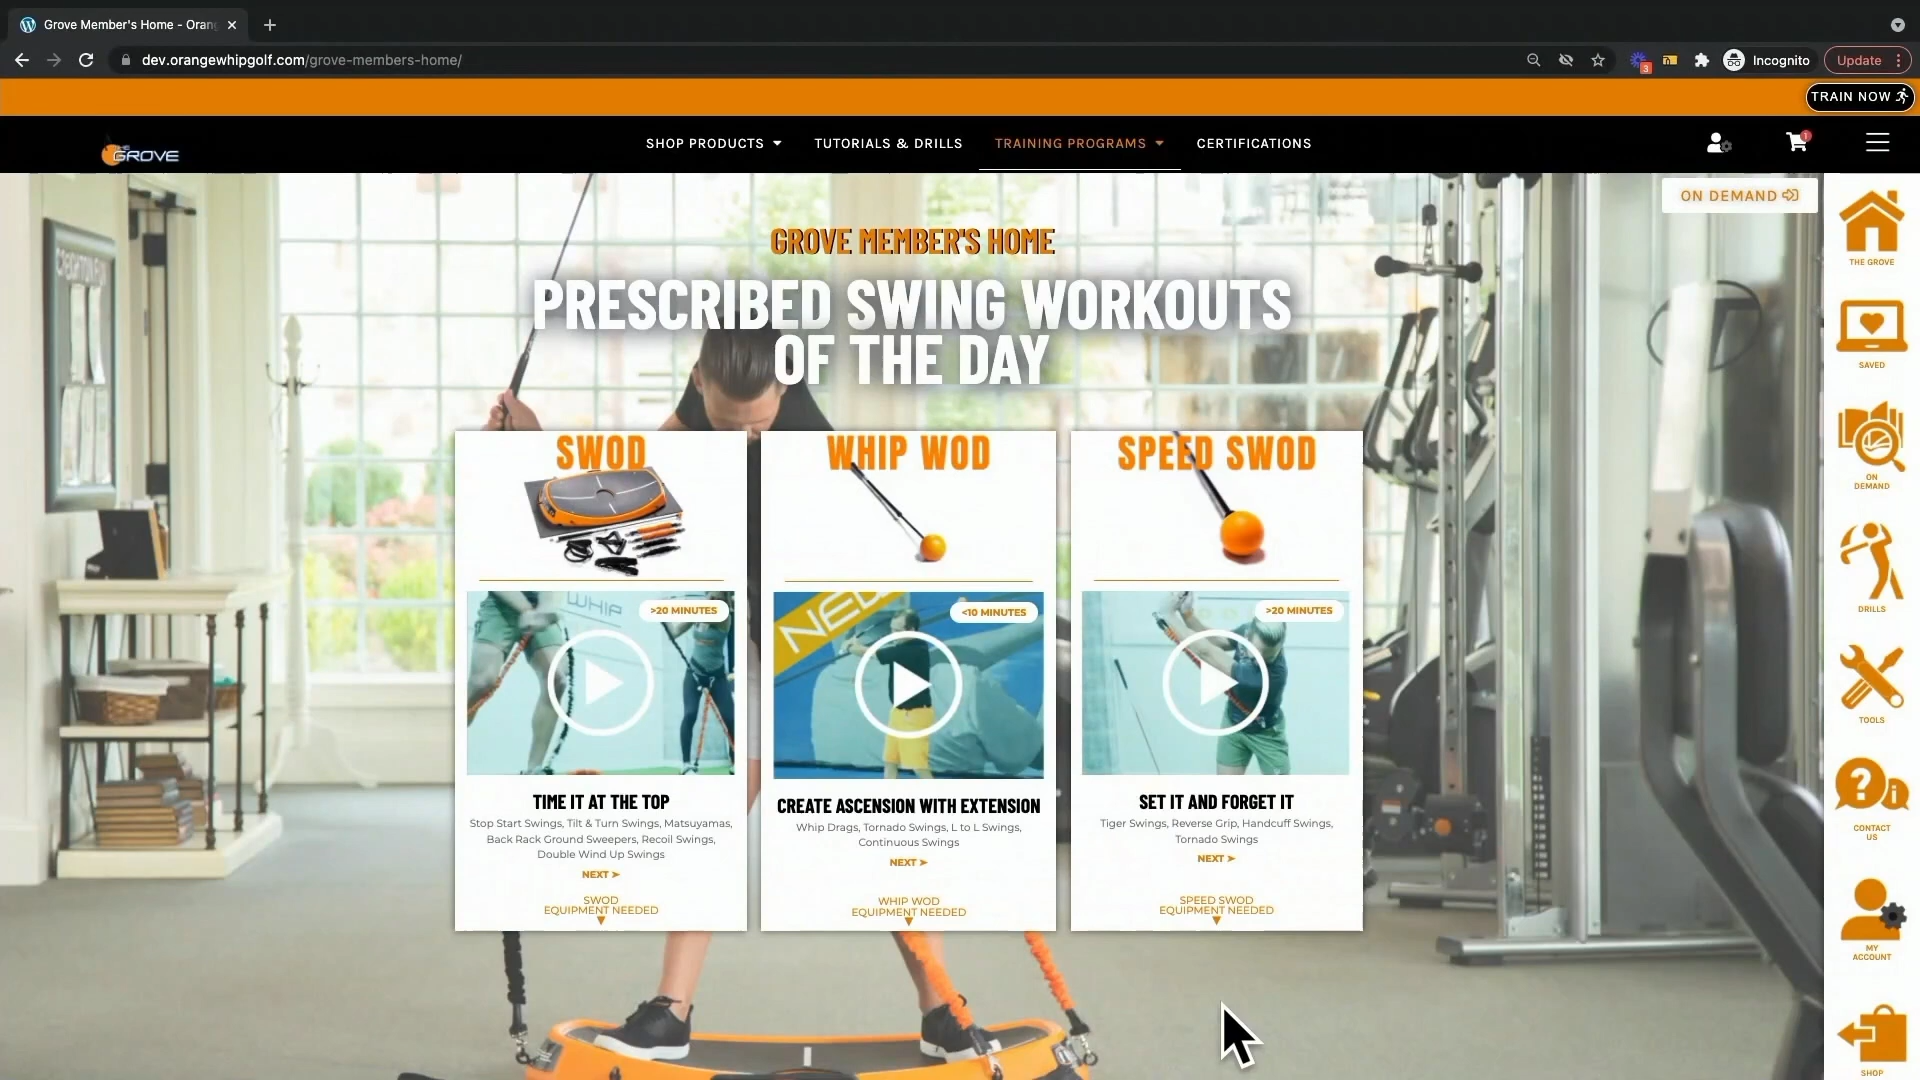 Grove Member's Home - Oran
dev.orangewhipgolf.com/grove-members-home/
3
Incognito
Update
TRAIN NOW
GROVE
SHOP PRODUCTS
TUTORIALS & DRILLS
TRAINING PROGRAMS
CERTIFICATIONS
1
ON DEMAND
GROVE MEMBER'S HOME
PRESCRIBED SWING WORKOUTS
OF THE DAY
SWOD
>20 MINUTES
TIME IT AT THE TOP
Stop Start Swings, Tilt & Turn Swings, Matsuyamas,
Back Rack Ground Sweepers, Recoil Swings,
Double Wind Up Swings
NEXT ➤
SWOD
EQUIPMENT NEEDED
▼
WHIP WOD
NEW
<10 MINUTES
CREATE ASCENSION WITH EXTENSION
Whip Drags, Tornado Swings, L to L Swings,
Continuous Swings
NEXT ➤
WHIP WOD
EQUIPMENT NEEDED
▼
SPEED SWOD
>20 MINUTES
SET IT AND FORGET IT
Tiger Swings, Reverse Grip, Handcuff Swings,
Tornado Swings
NEXT ➤
SPEED SWOD
EQUIPMENT NEEDED
▼
THE GROVE
SAVED
ON
DEMAND
DRILLS
TOOLS
CONTACT
US
MY
ACCOUNT
SHOP
WHIP